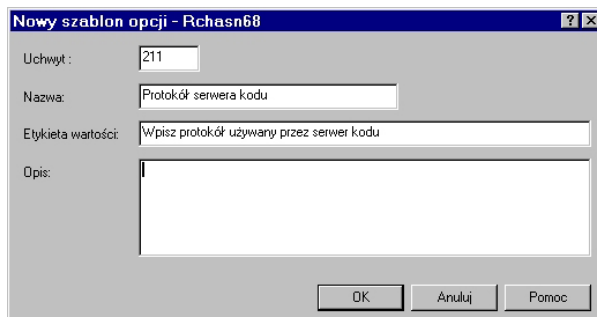 Nowy szablon opcji - Rchasn68
Uchwyt : 211
Nazwa: Protokół serwera kodu
Etykieta wartości: Wpisz protokół używany przez serwer kodu
Opis:
OK Anuluj Pomoc